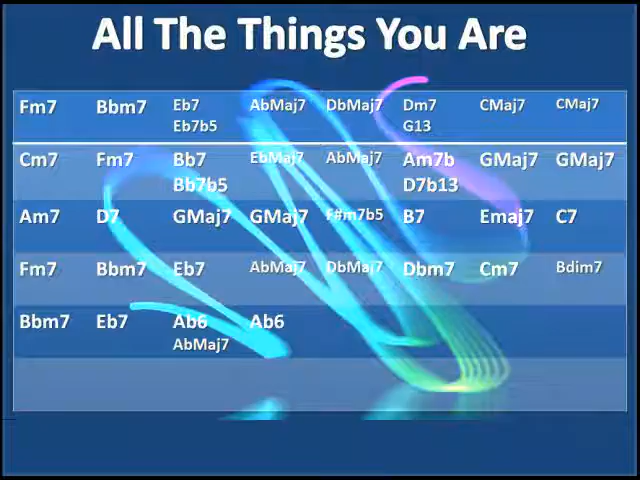 All The Things You Are
Fm7 Bbm7 Eb7 AbMaj7 DbMaj7 Dm7 CMaj7 CMaj7
Eb7b5 G13
Cm7 Fm7 Bb7 EbMaj7 AbMaj7 Am7b GMaj7 GMaj7
Bb7b5 D7b13
Am7 D7 GMaj7 GMaj7 F#m7b5 B7 Emaj7 C7
Fm7 Bbm7 Eb7 AbMaj7 DbMaj7 Dbm7 Cm7 Bdim7
Bbm7 Eb7 Ab6 Ab6
AbMaj7